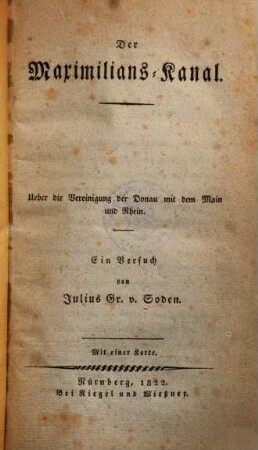 Der
Maximilians-Kanal.
Ueber die Vereinigung der Donau mit dem Main
und Rhein.
Ein Versuch
von
Julius Gr. v. Soden.
Mit einer Karte.
Nürnberg, 1822.
Bei Riegel und Wießner.